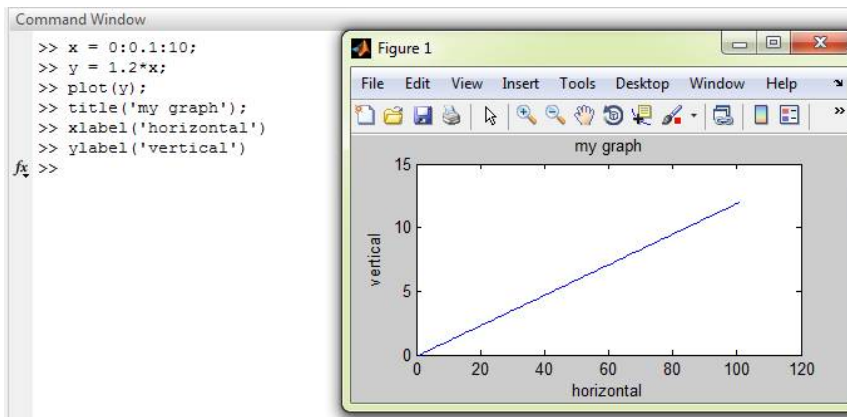 Command Window
>> x = 0:0.1:10;
>> y = 1.2*x;
>> plot(y);
>> title('my graph');
>> xlabel('horizontal')
>> ylabel('vertical')
fx >>
Figure 1
File Edit View Insert Tools Desktop Window Help
my graph
15
10
5
0
vertical
0 20 40 60 80 100 120
horizontal